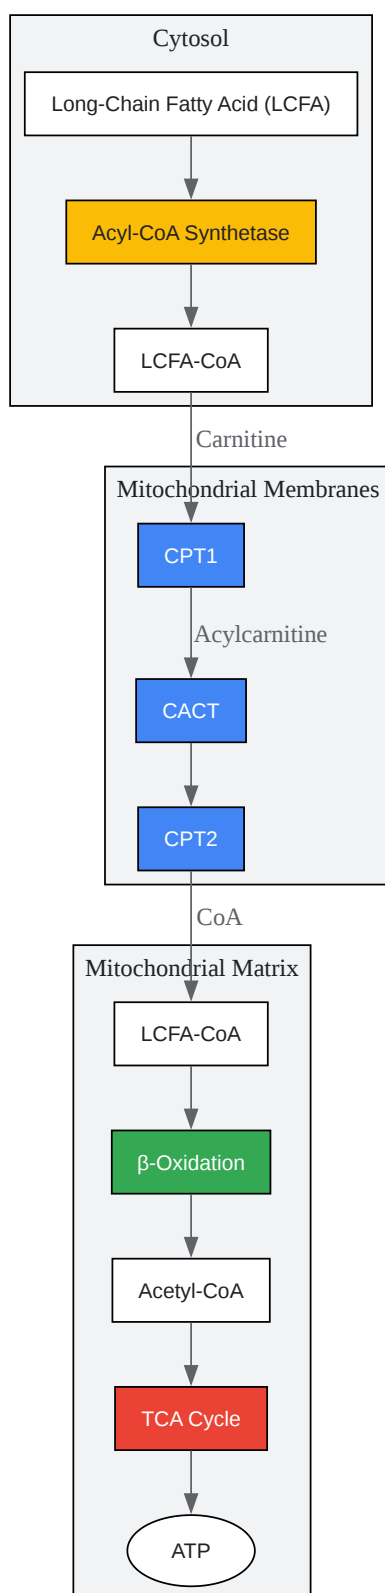 Cytosol
Long-Chain Fatty Acid (LCFA)
Acyl-CoA Synthetase
LCFA-CoA
Carnitine
Mitochondrial Membranes
CPT1
Acylcarnitine
CACT
CPT2
CoA
Mitochondrial Matrix
LCFA-CoA
β-Oxidation
Acetyl-CoA
TCA Cycle
ATP